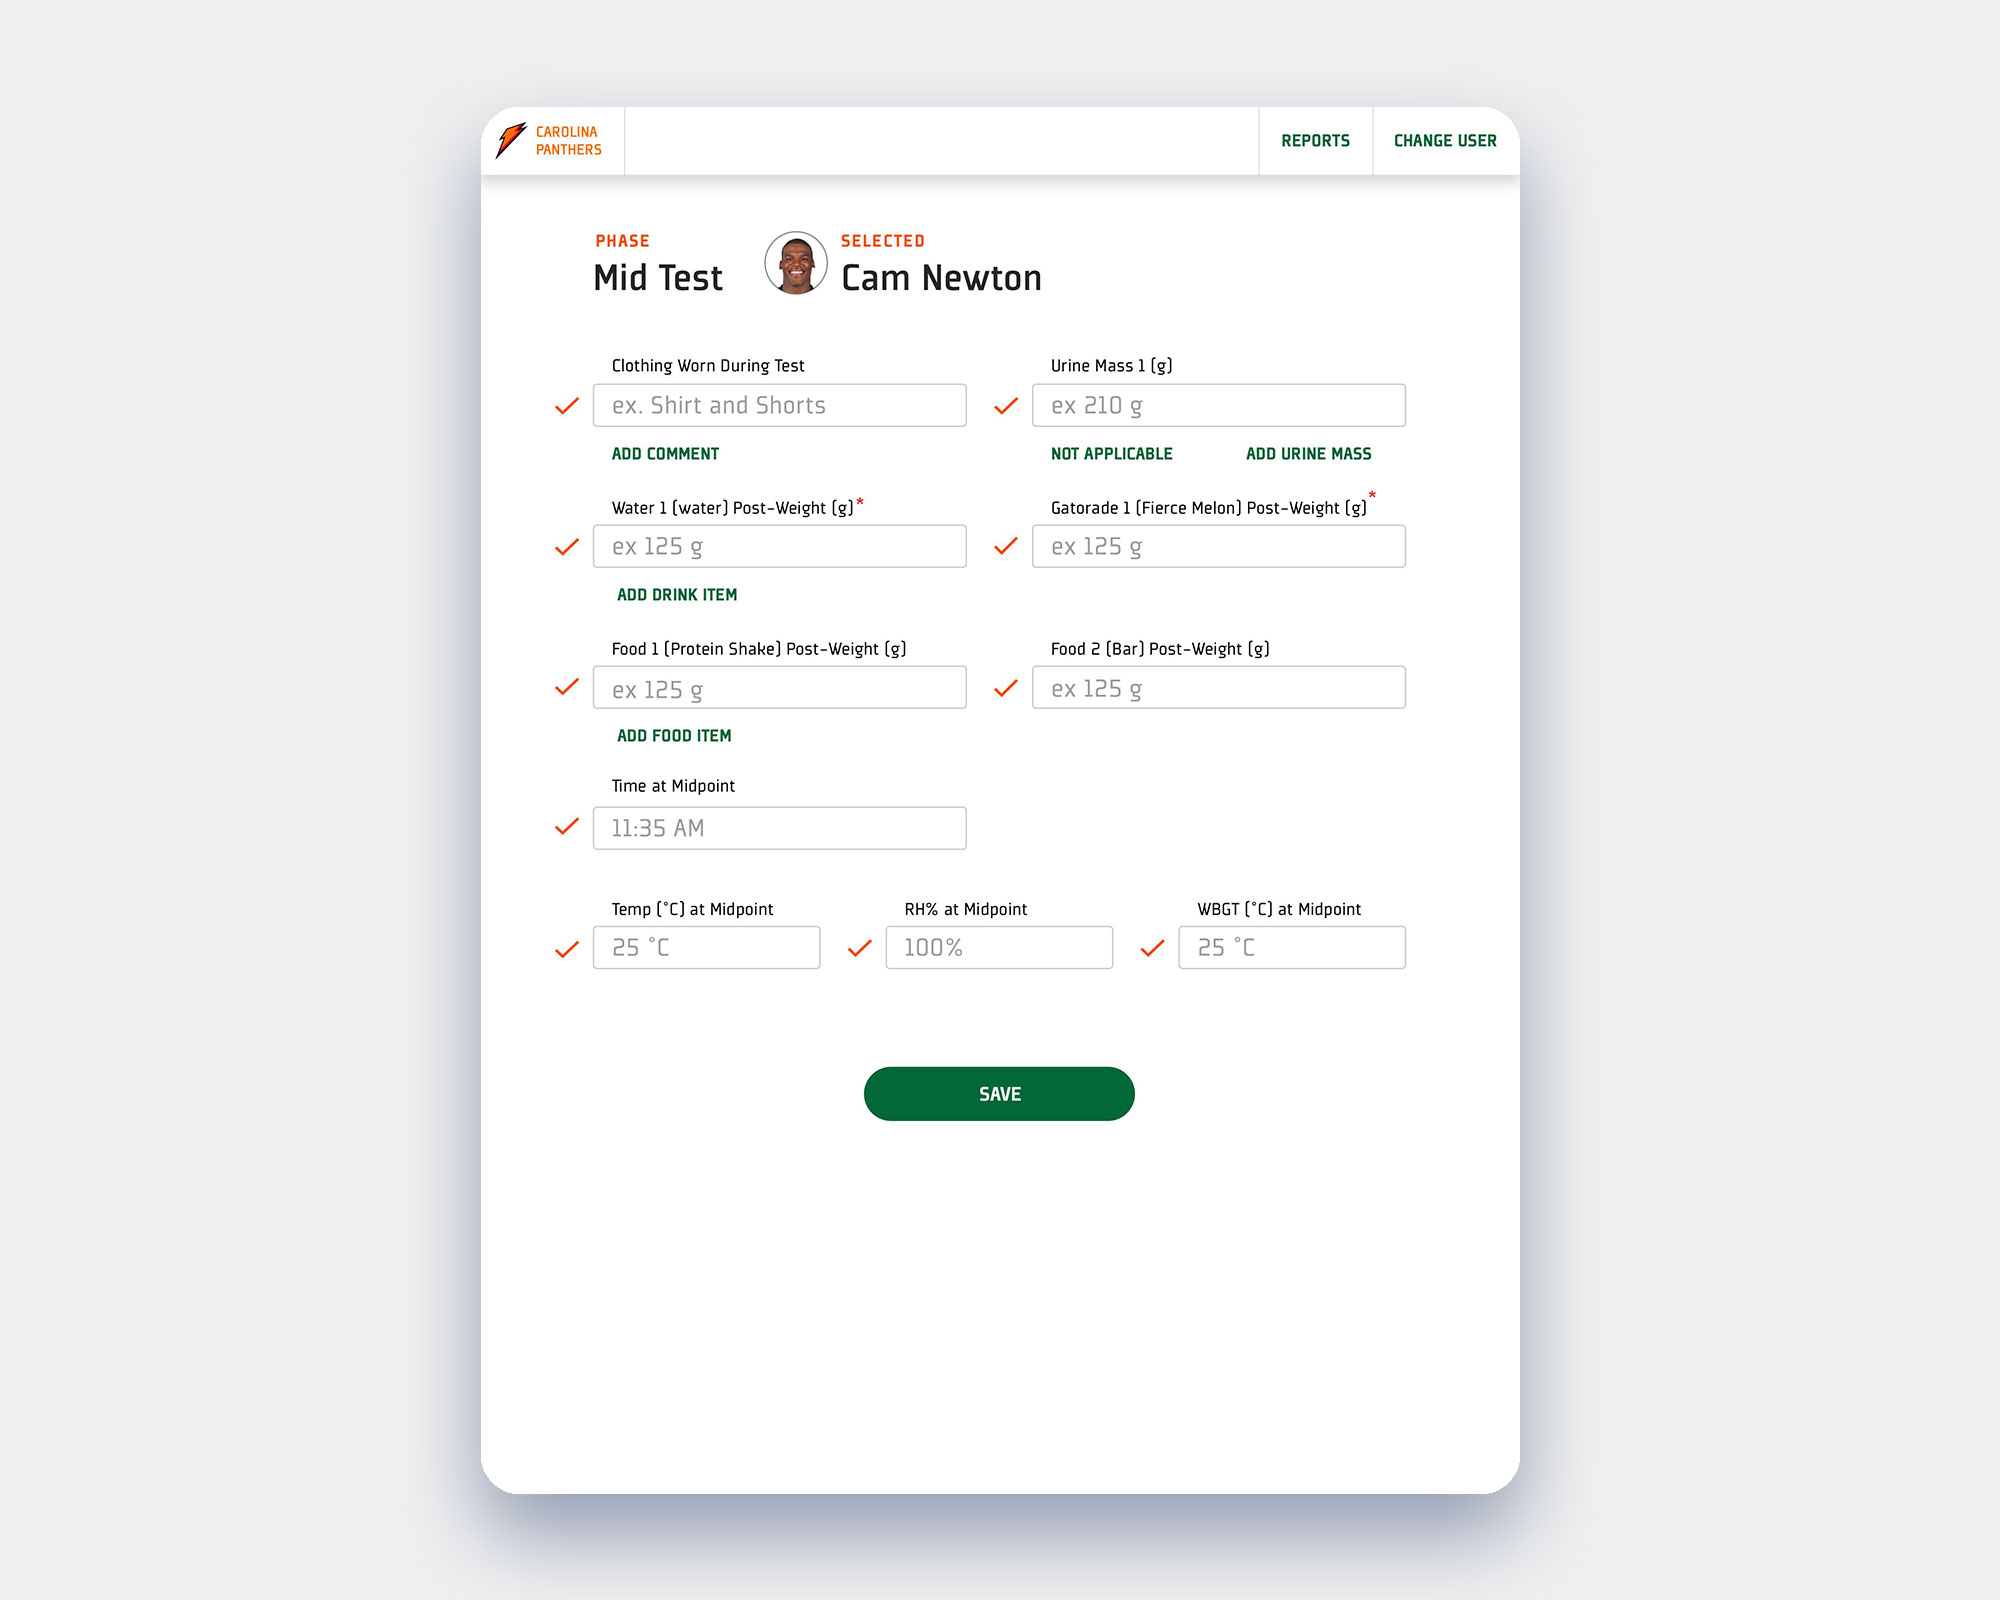 CAROLINA
PANTHERS
REPORTS
CHANGE USER
PHASE
Mid Test
SELECTED
Cam Newton
Clothing Worn During Test
ex. Shirt and Shorts
ADD COMMENT
Urine Mass 1 (g)
ex 210 g
NOT APPLICABLE
ADD URINE MASS
Water 1 (water) Post-Weight (g)*
ex 125 g
Gatorade 1 (Fierce Melon) Post-Weight (g)*
ex 125 g
ADD DRINK ITEM
Food 1 (Protein Shake) Post-Weight (g)
ex 125 g
Food 2 (Bar) Post-Weight (g)
ex 125 g
ADD FOOD ITEM
Time at Midpoint
11:35 AM
Temp (°C) at Midpoint
25 °C
RH% at Midpoint
100%
WBGT (°C) at Midpoint
25 °C
SAVE